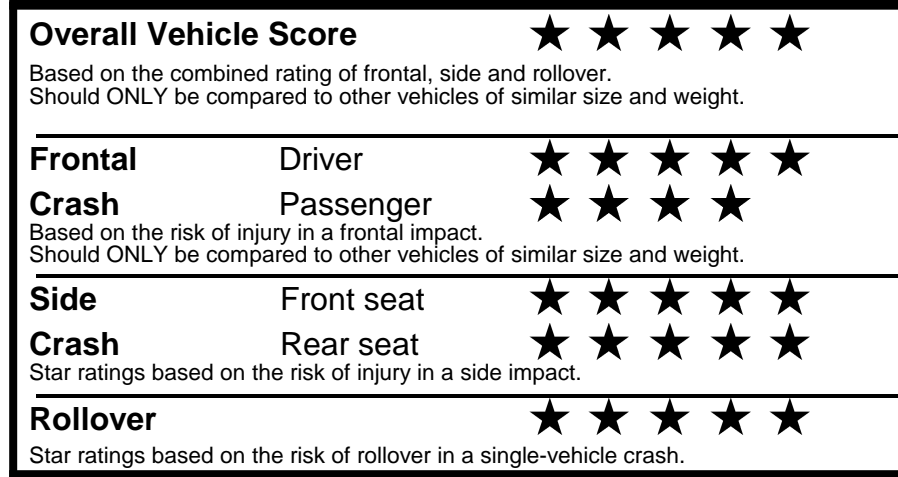 Overall Vehicle Score ★ ★ ★ ★ ★
Based on the combined rating of frontal, side and rollover.
Should ONLY be compared to other vehicles of similar size and weight.
Frontal Driver ★ ★ ★ ★ ★
Crash Passenger ★ ★ ★ ★
Based on the risk of injury in a frontal impact.
Should ONLY be compared to other vehicles of similar size and weight.
Side Front seat ★ ★ ★ ★ ★
Crash Rear seat ★ ★ ★ ★ ★
Star ratings based on the risk of injury in a side impact.
Rollover ★ ★ ★ ★ ★
Star ratings based on the risk of rollover in a single-vehicle crash.